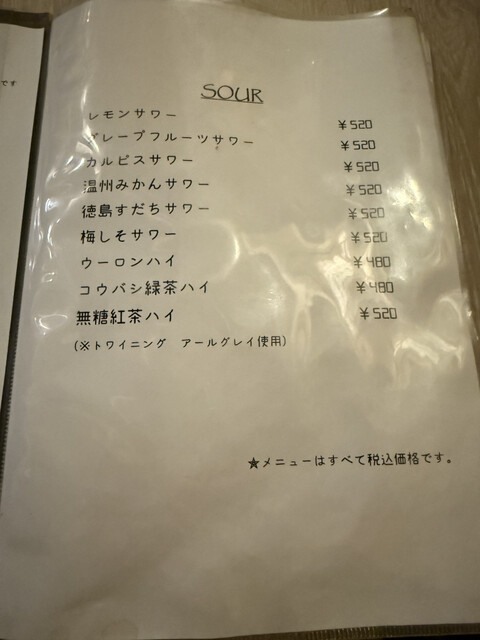 です
SOUR
レモンサワー ¥520
グレープフルーツサワー ¥520
カルピスサワー ¥520
温州みかんサワー ¥520
徳島すだちサワー ¥520
梅しそサワー ¥520
ウーロンハイ ¥480
コウバシ緑茶ハイ ¥480
無糖紅茶ハイ ¥520
(※トワイニング アールグレイ使用)
★メニューはすべて税込価格です。